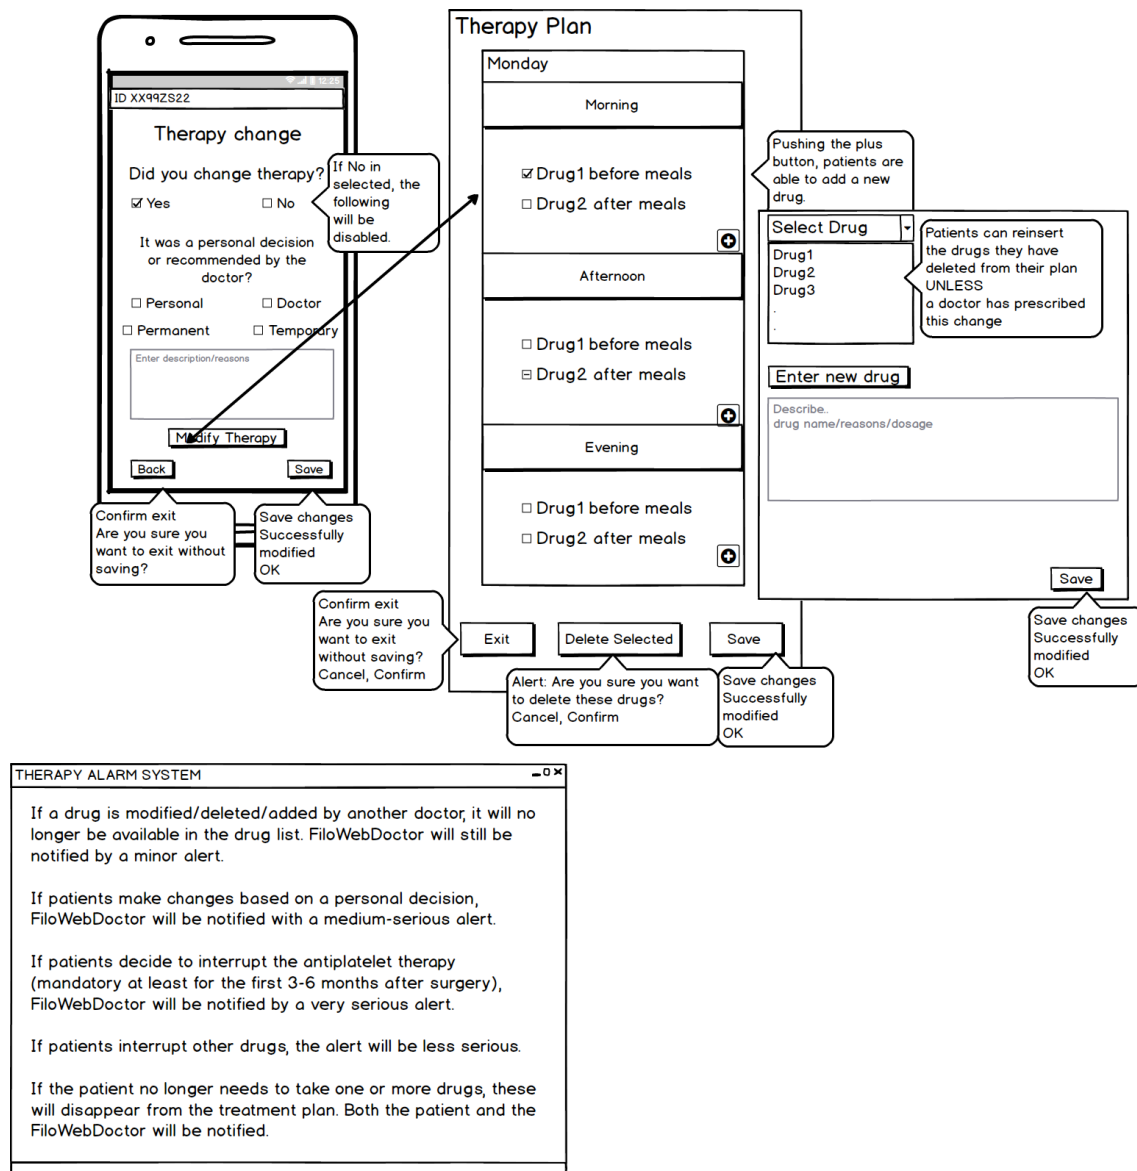 12:25
ID XX99ZS22
Therapy change
Did you change therapy?
Yes
No
It was a personal decision
or recommended by the
doctor?
Personal
Doctor
Permanent
Temporary
Enter description/reasons
Modify Therapy
Back
Save
If No in
selected, the
following
will be
disabled.
Confirm exit
Are you sure you
want to exit without
saving?
Save changes
Successfully
modified
OK
Therapy Plan
Monday
Morning
Drug1 before meals
Drug2 after meals
Afternoon
Drug1 before meals
Drug2 after meals
Evening
Drug1 before meals
Drug2 after meals
Exit
Delete Selected
Save
Confirm exit
Are you sure you
want to exit
without saving?
Cancel, Confirm
Alert: Are you sure you want
to delete these drugs?
Cancel, Confirm
Save changes
Successfully
modified
OK
Pushing the plus
button, patients are
able to add a new
drug.
Select Drug
Drug1
Drug2
Drug3
.
.
Patients can reinsert
the drugs they have
deleted from their plan
UNLESS
a doctor has prescribed
this change
Enter new drug
Describe..
drug name/reasons/dosage
Save
Save changes
Successfully
modified
OK
THERAPY ALARM SYSTEM
If a drug is modified/deleted/added by another doctor, it will no
longer be available in the drug list. FiloWebDoctor will still be
notified by a minor alert.
If patients make changes based on a personal decision,
FiloWebDoctor will be notified with a medium-serious alert.
If patients decide to interrupt the antiplatelet therapy
(mandatory at least for the first 3-6 months after surgery),
FiloWebDoctor will be notified by a very serious alert.
If patients interrupt other drugs, the alert will be less serious.
If the patient no longer needs to take one or more drugs, these
will disappear from the treatment plan. Both the patient and the
FiloWebDoctor will be notified.